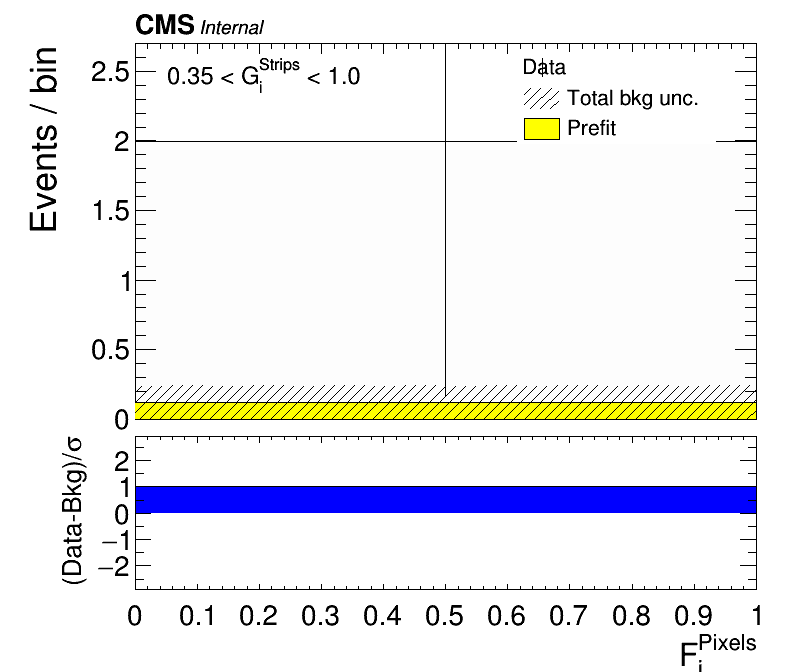 CMS Internal
0.35 < G_i^Strips < 1.0
Data
Total bkg unc.
Prefit
Events / bin
2.5
2
1.5
1
0.5
0
(Data-Bkg)/σ
2
1
0
−1
−2
0 0.1 0.2 0.3 0.4 0.5 0.6 0.7 0.8 0.9 1
F_i^Pixels